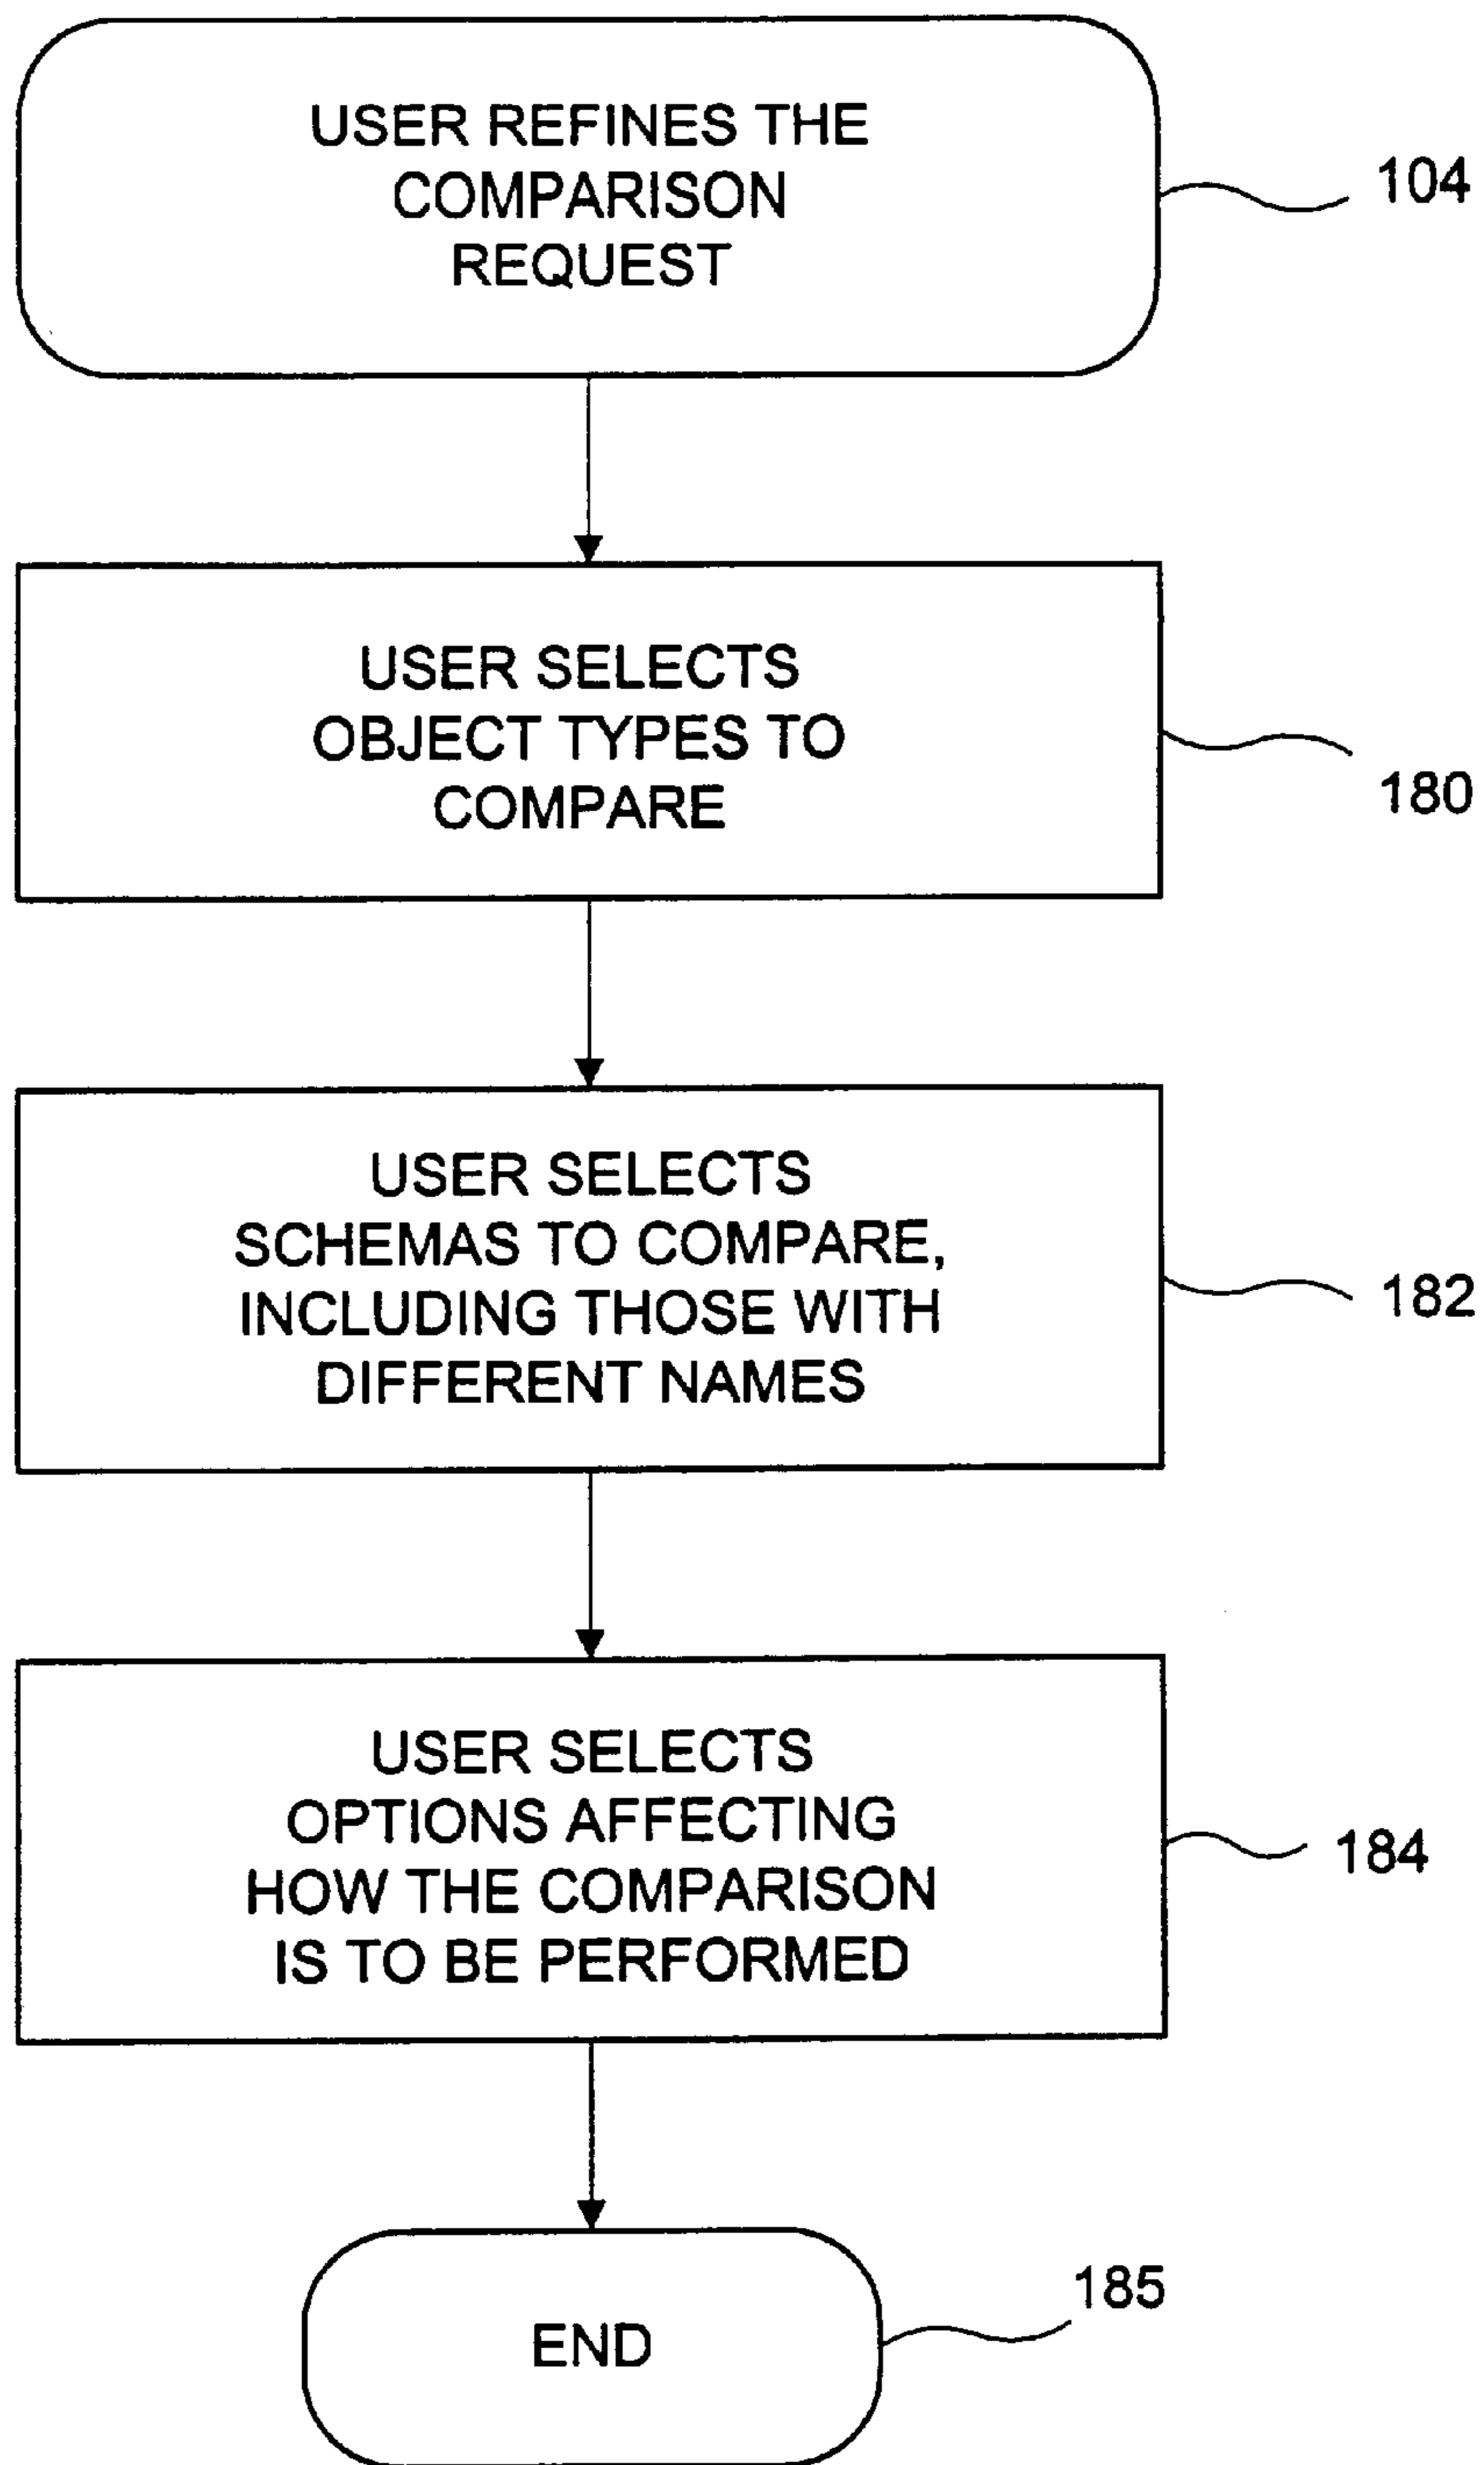 USER REFINES THE
COMPARISON
REQUEST
104
USER SELECTS
OBJECT TYPES TO
COMPARE
180
USER SELECTS
SCHEMAS TO COMPARE,
INCLUDING THOSE WITH
DIFFERENT NAMES
182
USER SELECTS
OPTIONS AFFECTING
HOW THE COMPARISON
IS TO BE PERFORMED
184
END
185